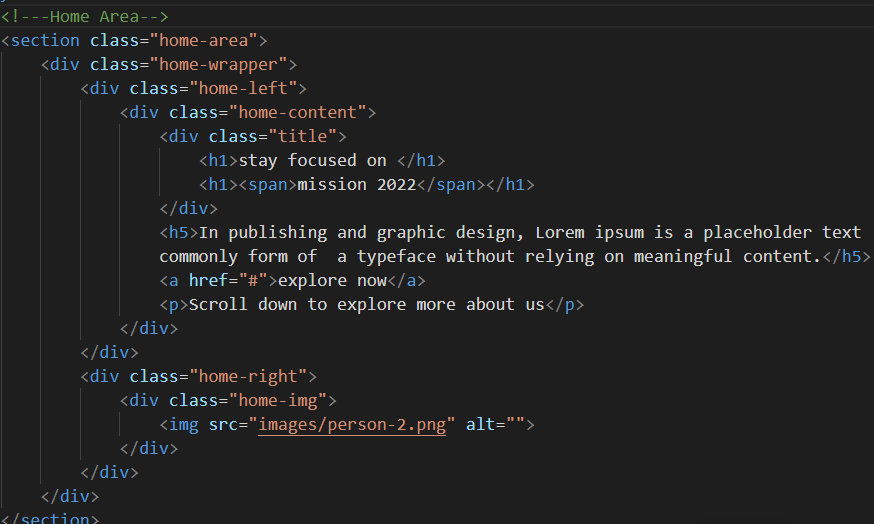 <!---Home Area-->
<section class="home-area">
    <div class="home-wrapper">
        <div class="home-left">
            <div class="home-content">
                <div class="title">
                    <h1>stay focused on </h1>
                    <h1><span>mission 2022</span></h1>
                </div>
                <h5>In publishing and graphic design, Lorem ipsum is a placeholder text
                commonly form of  a typeface without relying on meaningful content.</h5>
                <a href="#">explore now</a>
                <p>Scroll down to explore more about us</p>
            </div>
        </div>
        <div class="home-right">
            <div class="home-img">
                <img src="images/person-2.png" alt="">
            </div>
        </div>
    </div>
</section>